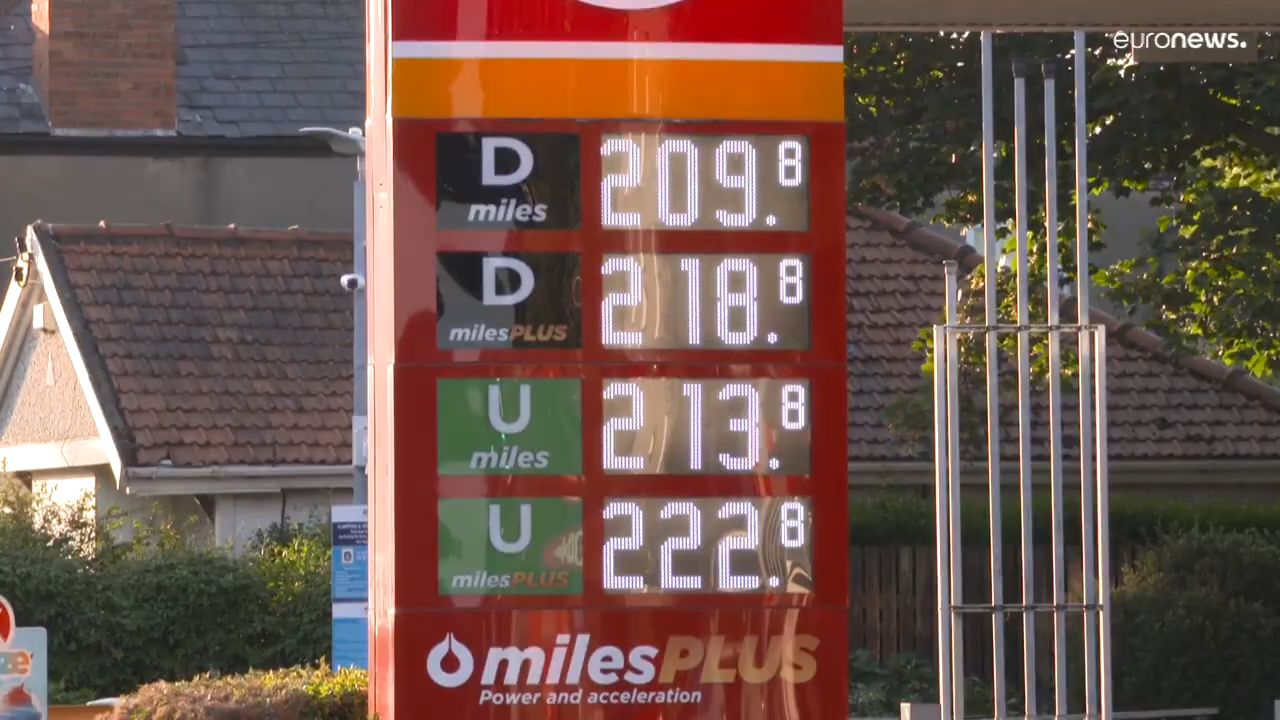 euronews.
D
miles
209.8
D
milesPLUS
218.8
U
miles
213.8
U
milesPLUS
222.8
milesPLUS
Power and acceleration